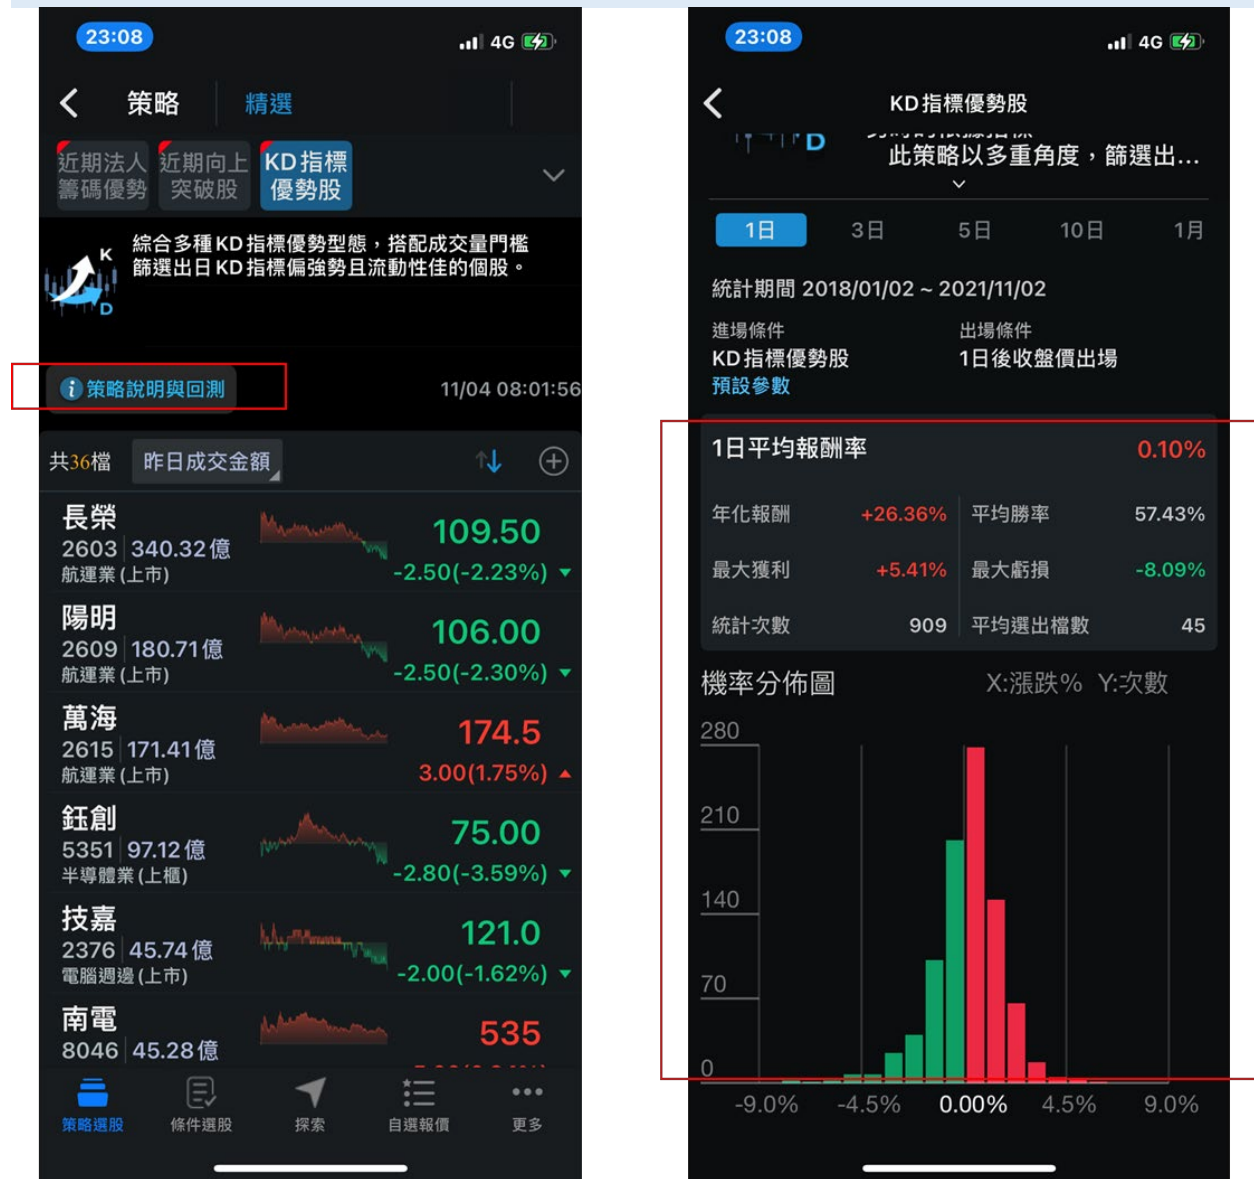 23:08
4G
策略
精選
近期法人
籌碼優勢
近期向上
突破股
KD指標
優勢股
K
D
綜合多種KD指標優勢型態，搭配成交量門檻
篩選出日KD指標偏強勢且流動性佳的個股。
i 策略說明與回測
11/04 08:01:56
共36檔
昨日成交金額
長榮
2603 340.32億
航運業(上市)
109.50
-2.50(-2.23%)
陽明
2609 180.71億
航運業(上市)
106.00
-2.50(-2.30%)
萬海
2615 171.41億
航運業(上市)
174.5
3.00(1.75%)
鈺創
5351 97.12億
半導體業(上櫃)
75.00
-2.80(-3.59%)
技嘉
2376 45.74億
電腦週邊(上市)
121.0
-2.00(-1.62%)
南電
8046 45.28億
535
策略選股
條件選股
探索
自選報價
更多
23:08
4G
KD指標優勢股
D
此策略以多重角度，篩選出...
1日
3日
5日
10日
1月
統計期間 2018/01/02 ~ 2021/11/02
進場條件
KD指標優勢股
預設參數
出場條件
1日後收盤價出場
1日平均報酬率
0.10%
年化報酬 +26.36%
平均勝率 57.43%
最大獲利 +5.41%
最大虧損 -8.09%
統計次數 909
平均選出檔數 45
機率分佈圖
X:漲跌% Y:次數
280
210
140
70
0
-9.0%
-4.5%
0.00%
4.5%
9.0%